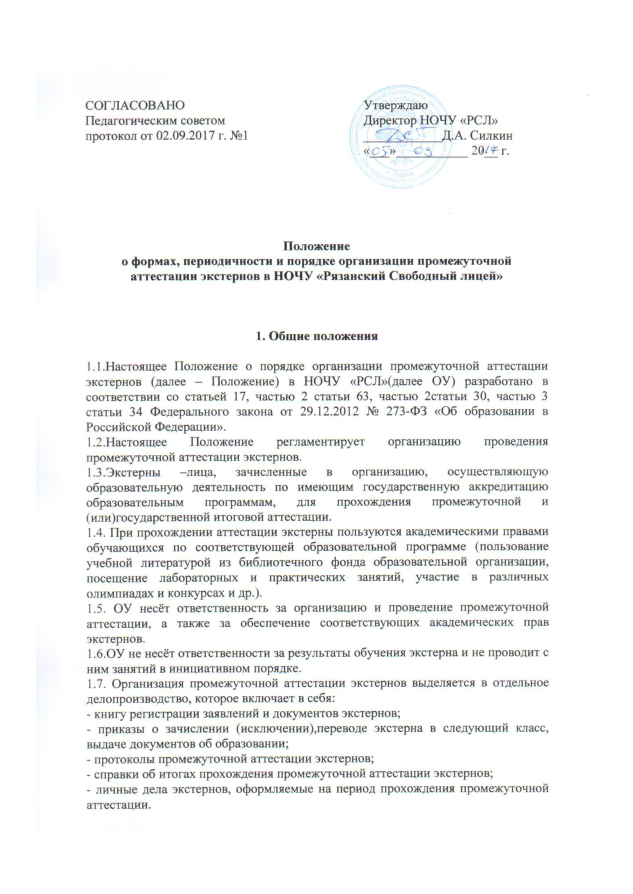 СОГЛАСОВАНО
Педагогическим советом
протокол от 02.09.2017 г. №1
Утверждаю
Директор НОЧУ «РСЛ»
Д.А. Силкин
« » 09 2017 г.
Положение
о формах, периодичности и порядке организации промежуточной
аттестации экстернов в НОЧУ «Рязанский Свободный лицей»
1. Общие положения
1.1.Настоящее Положение о порядке организации промежуточной аттестации
экстернов (далее – Положение) в НОЧУ «РСЛ»(далее ОУ) разработано в
соответствии со статьей 17, частью 2 статьи 63, частью 2статьи 30, частью 3
статьи 34 Федерального закона от 29.12.2012 № 273-ФЗ «Об образовании в
Российской Федерации».
1.2.Настоящее Положение регламентирует организацию проведения
промежуточной аттестации экстернов.
1.3.Экстерны –лица, зачисленные в организацию, осуществляющую
образовательную деятельность по имеющим государственную аккредитацию
образовательным программам, для прохождения промежуточной и
(или)государственной итоговой аттестации.
1.4. При прохождении аттестации экстерны пользуются академическими правами
обучающихся по соответствующей образовательной программе (пользование
учебной литературой из библиотечного фонда образовательной организации,
посещение лабораторных и практических занятий, участие в различных
олимпиадах и конкурсах и др.).
1.5. ОУ несёт ответственность за организацию и проведение промежуточной
аттестации, а также за обеспечение соответствующих академических прав
экстернов.
1.6.ОУ не несёт ответственности за результаты обучения экстерна и не проводит с
ним занятий в инициативном порядке.
1.7. Организация промежуточной аттестации экстернов выделяется в отдельное
делопроизводство, которое включает в себя:
- книгу регистрации заявлений и документов экстернов;
- приказы о зачислении (исключении),переводе экстерна в следующий класс,
выдаче документов об образовании;
- протоколы промежуточной аттестации экстернов;
- справки об итогах прохождения промежуточной аттестации экстернов;
- личные дела экстернов, оформляемые на период прохождения промежуточной
аттестации.